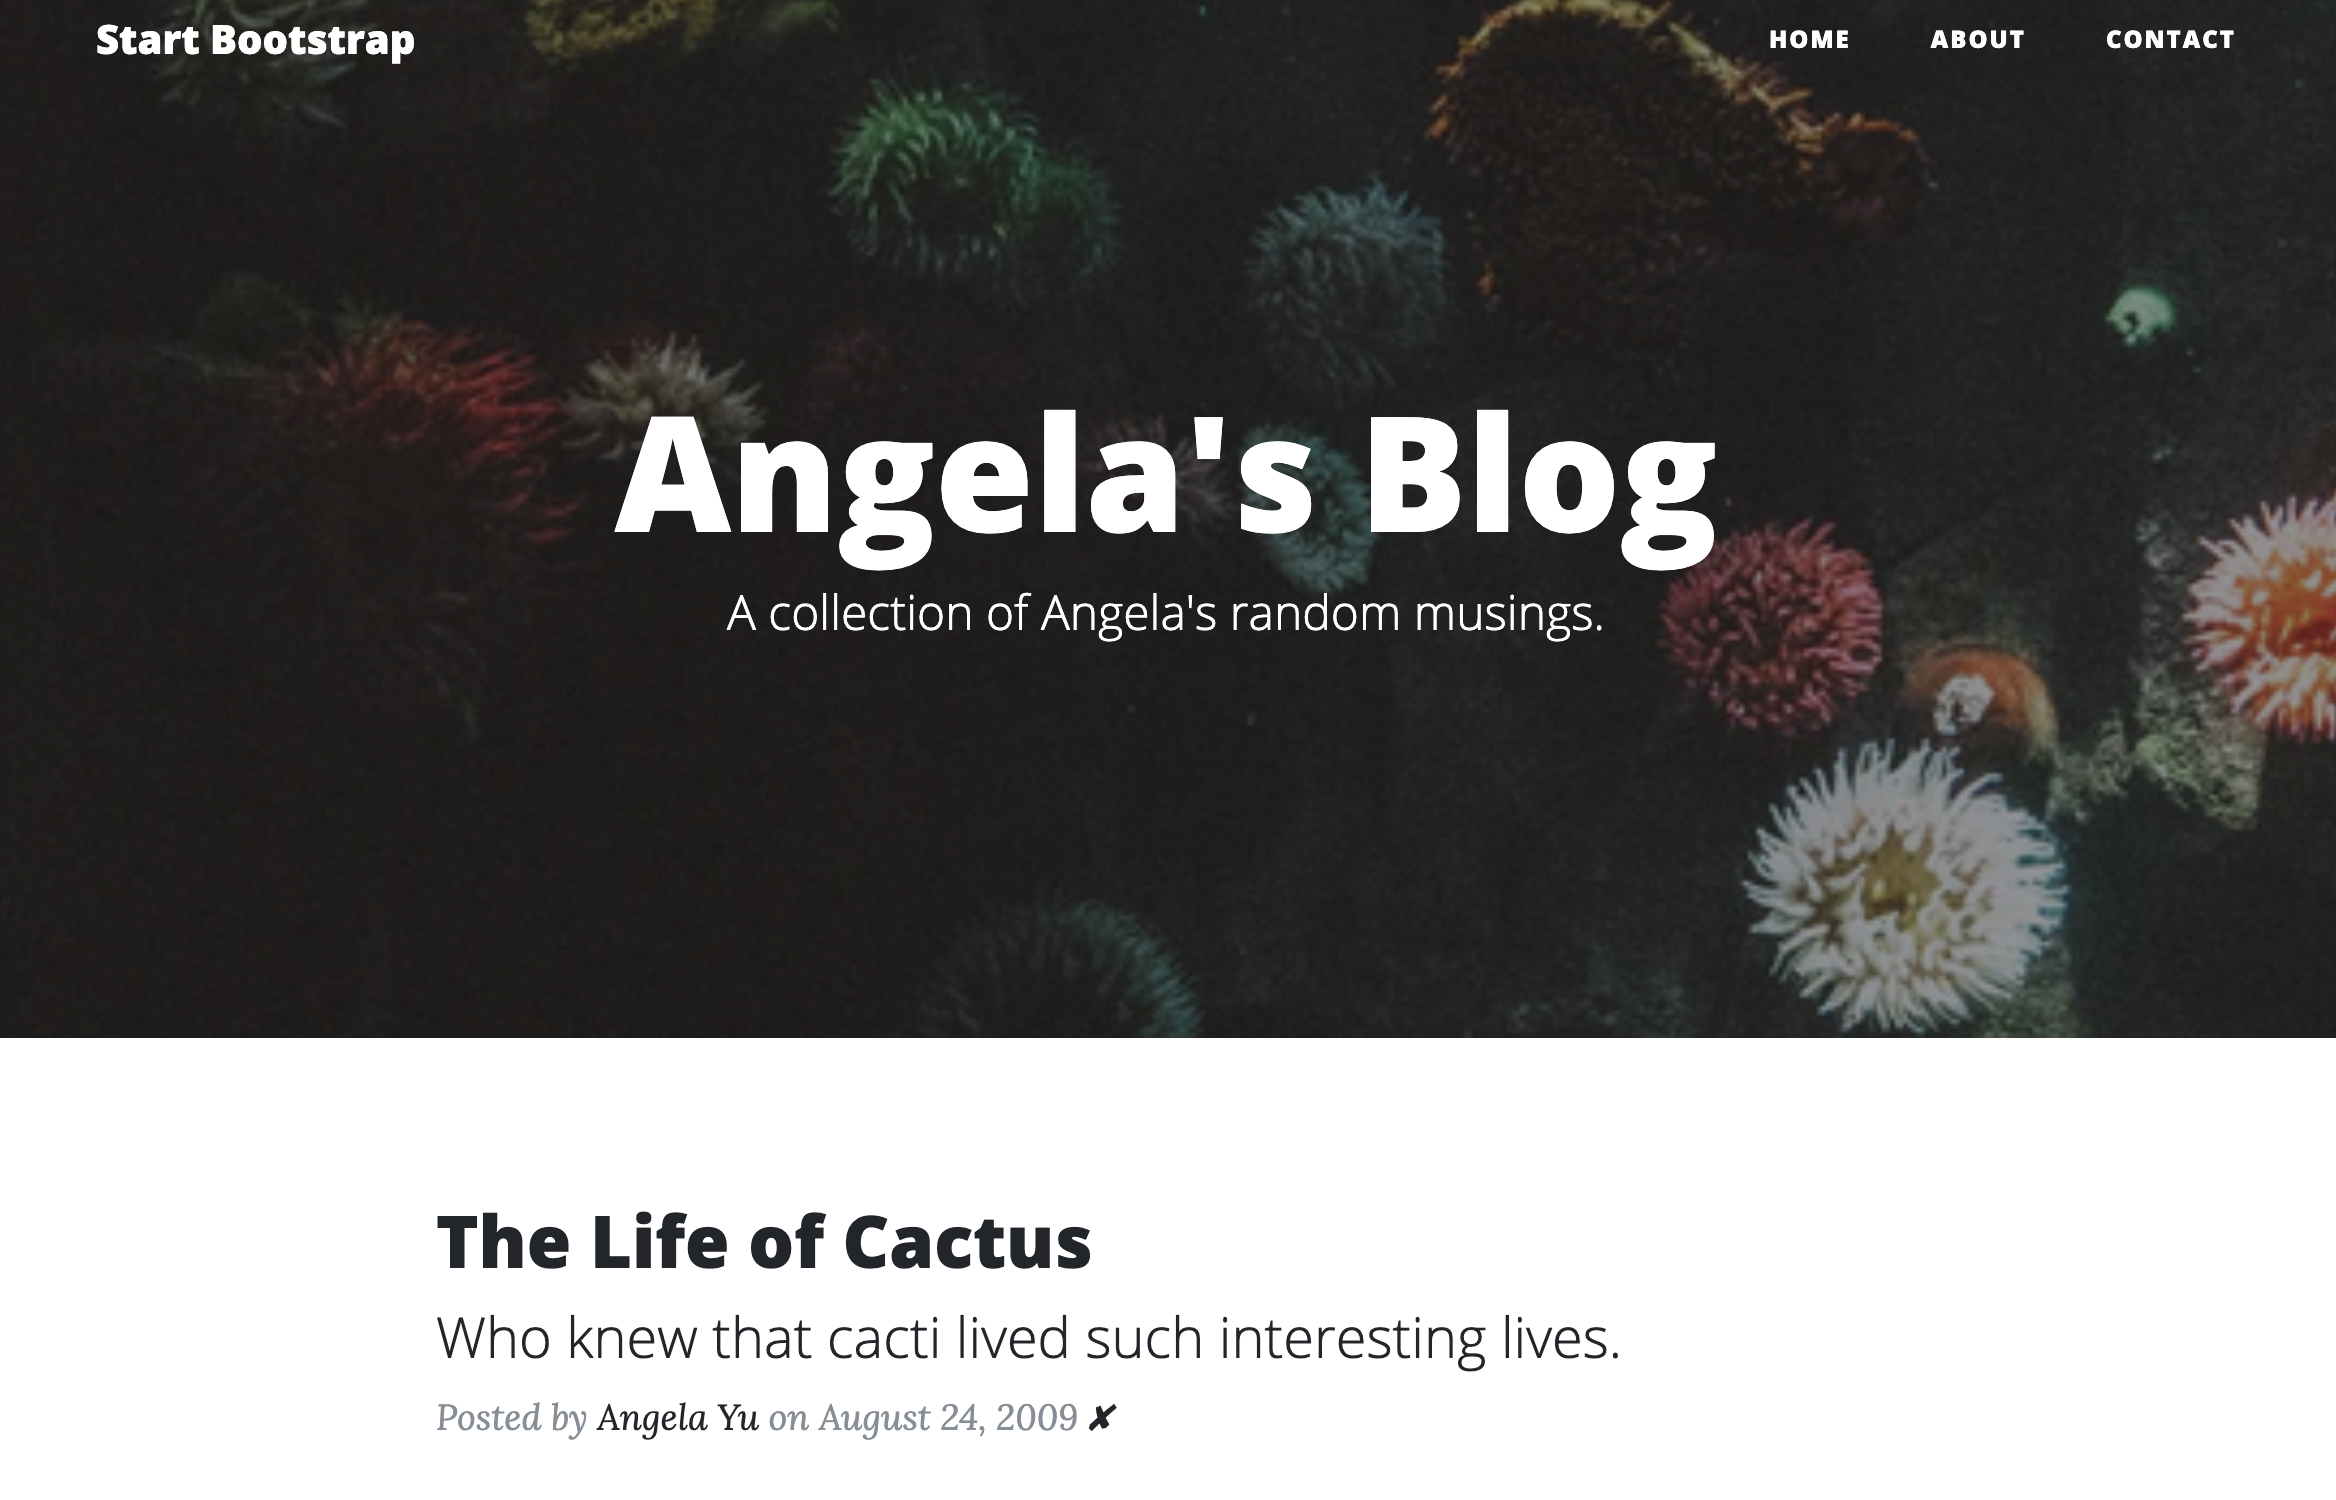 Start Bootstrap HOME ABOUT CONTACT
Angela's Blog
A collection of Angela's random musings.
The Life of Cactus
Who knew that cacti lived such interesting lives.
Posted by Angela Yu on August 24, 2009 ✘